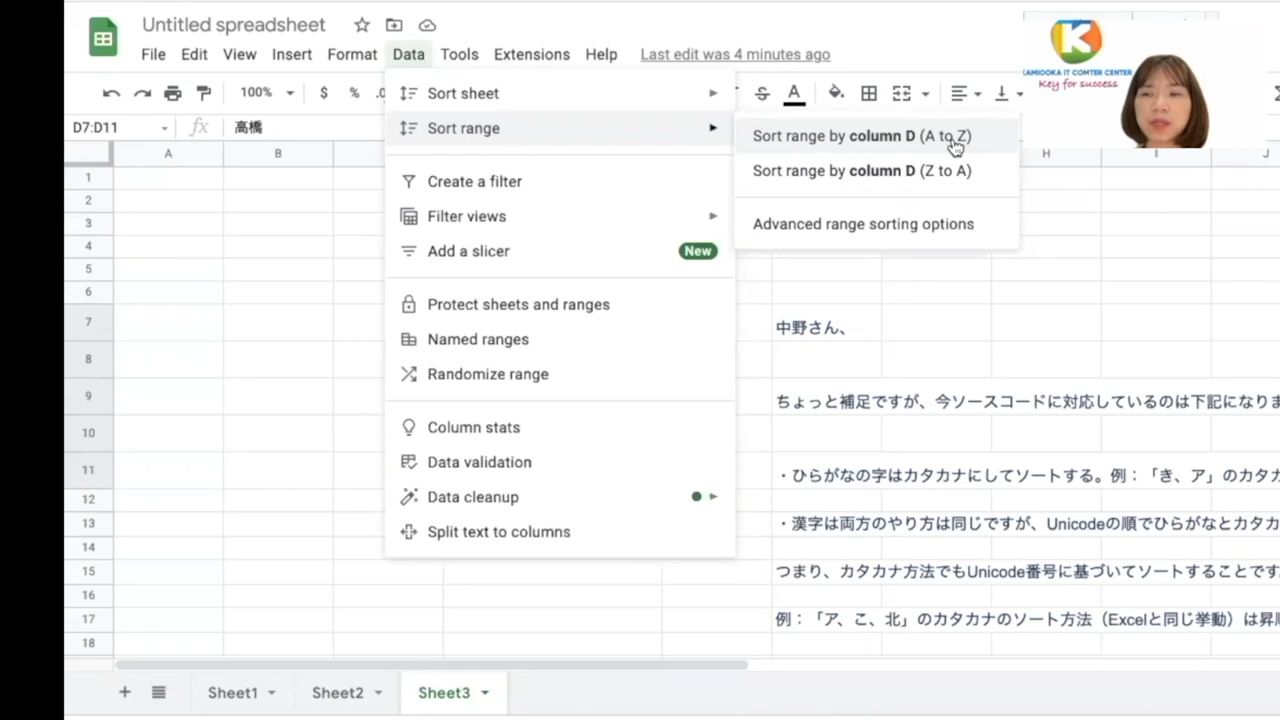 Untitled spreadsheet
File Edit View Insert Format Data Tools Extensions Help Last edit was 4 minutes ago
KAMIOOKA IT COMTER CENTER
Key for success
100% $ % .0
D7:D11 高橋
Sort sheet
Sort range
Create a filter
Filter views
Add a slicer New
Protect sheets and ranges
Named ranges
Randomize range
Column stats
Data validation
Data cleanup
Split text to columns
Sort range by column D (A to Z)
Sort range by column D (Z to A)
Advanced range sorting options
A B H I J
1
2
3
4
5
6
7 中野さん、
8
9 ちょっと補足ですが、今ソースコードに対応しているのは下記になりま
10
11 ・ひらがなの字はカタカナにしてソートする。例：「き、ア」のカタカ
12
13 ・漢字は両方のやり方は同じですが、Unicodeの順でひらがなとカタカ
14
15 つまり、カタカナ方法でもUnicode番号に基づいてソートすることです
16
17 例：「ア、こ、北」のカタカナのソート方法（Excelと同じ挙動）は昇
18
Sheet1 Sheet2 Sheet3